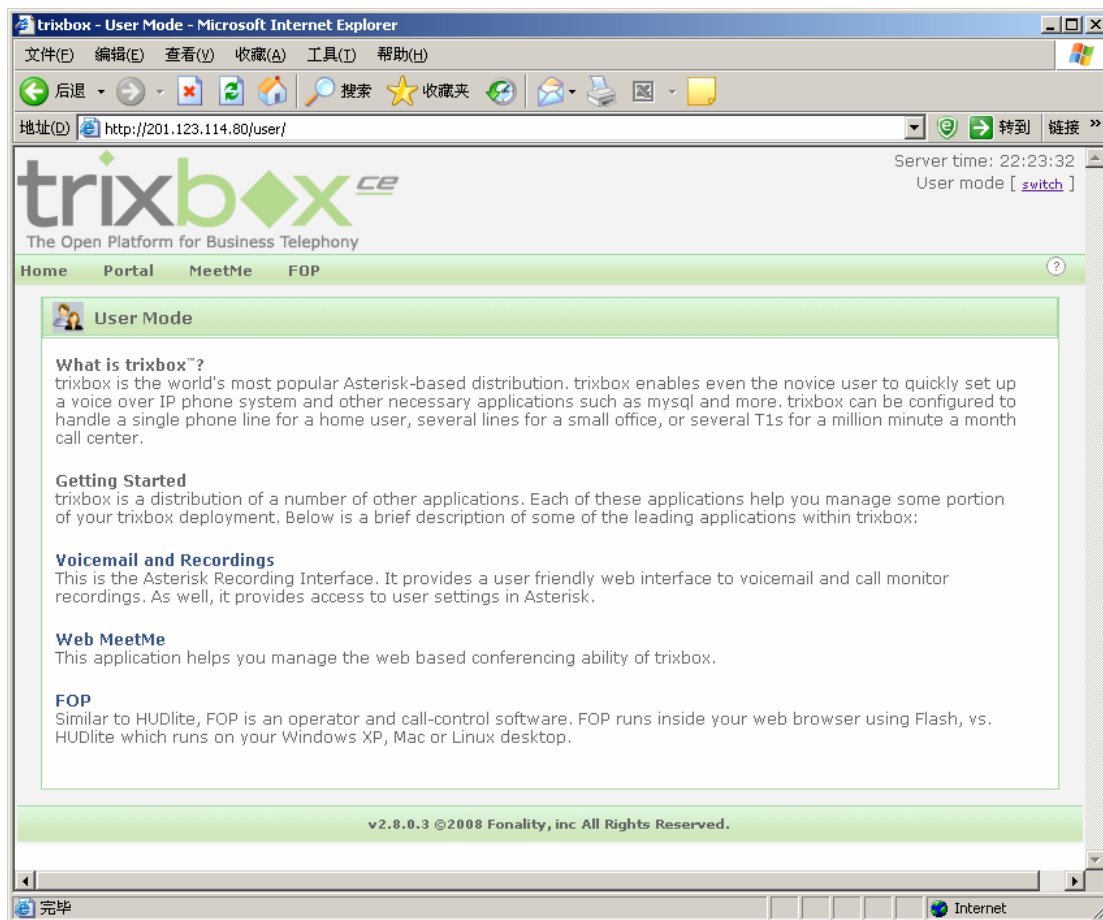 trixbox - User Mode - Microsoft Internet Explorer
文件(F) 编辑(E) 查看(V) 收藏(A) 工具(T) 帮助(H)
后退 搜索 收藏夹
地址(D) http://201.123.114.80/user/ 转到 链接 »
trixbox CE
The Open Platform for Business Telephony
Server time: 22:23:32
User mode [ switch ]
Home Portal MeetMe FOP ?
User Mode
What is trixbox™?
trixbox is the world's most popular Asterisk-based distribution. trixbox enables even the novice user to quickly set up
a voice over IP phone system and other necessary applications such as mysql and more. trixbox can be configured to
handle a single phone line for a home user, several lines for a small office, or several T1s for a million minute a month
call center.
Getting Started
trixbox is a distribution of a number of other applications. Each of these applications help you manage some portion
of your trixbox deployment. Below is a brief description of some of the leading applications within trixbox:
Voicemail and Recordings
This is the Asterisk Recording Interface. It provides a user friendly web interface to voicemail and call monitor
recordings. As well, it provides access to user settings in Asterisk.
Web MeetMe
This application helps you manage the web based conferencing ability of trixbox.
FOP
Similar to HUDlite, FOP is an operator and call-control software. FOP runs inside your web browser using Flash, vs.
HUDlite which runs on your Windows XP, Mac or Linux desktop.
v2.8.0.3 ©2008 Fonality, inc All Rights Reserved.
完毕 Internet